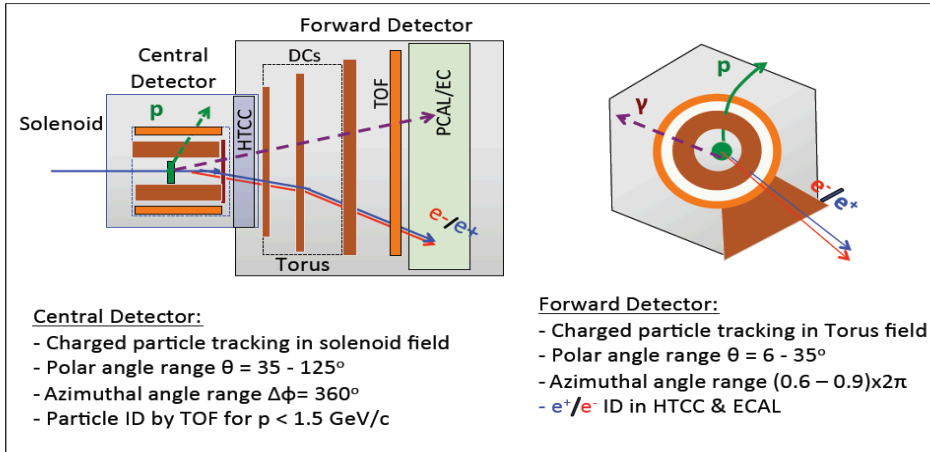 Forward Detector
Central
Detector
DCs
Solenoid
p
HTCC
TOF
PCAL/EC
e-/e+
Torus
p
γ
e-/e+
Central Detector:
- Charged particle tracking in solenoid field
- Polar angle range θ = 35 - 125°
- Azimuthal angle range Δϕ= 360°
- Particle ID by TOF for p < 1.5 GeV/c
Forward Detector:
- Charged particle tracking in Torus field
- Polar angle range θ = 6 - 35°
- Azimuthal angle range (0.6 – 0.9)x2π
- e⁺/e⁻ ID in HTCC & ECAL